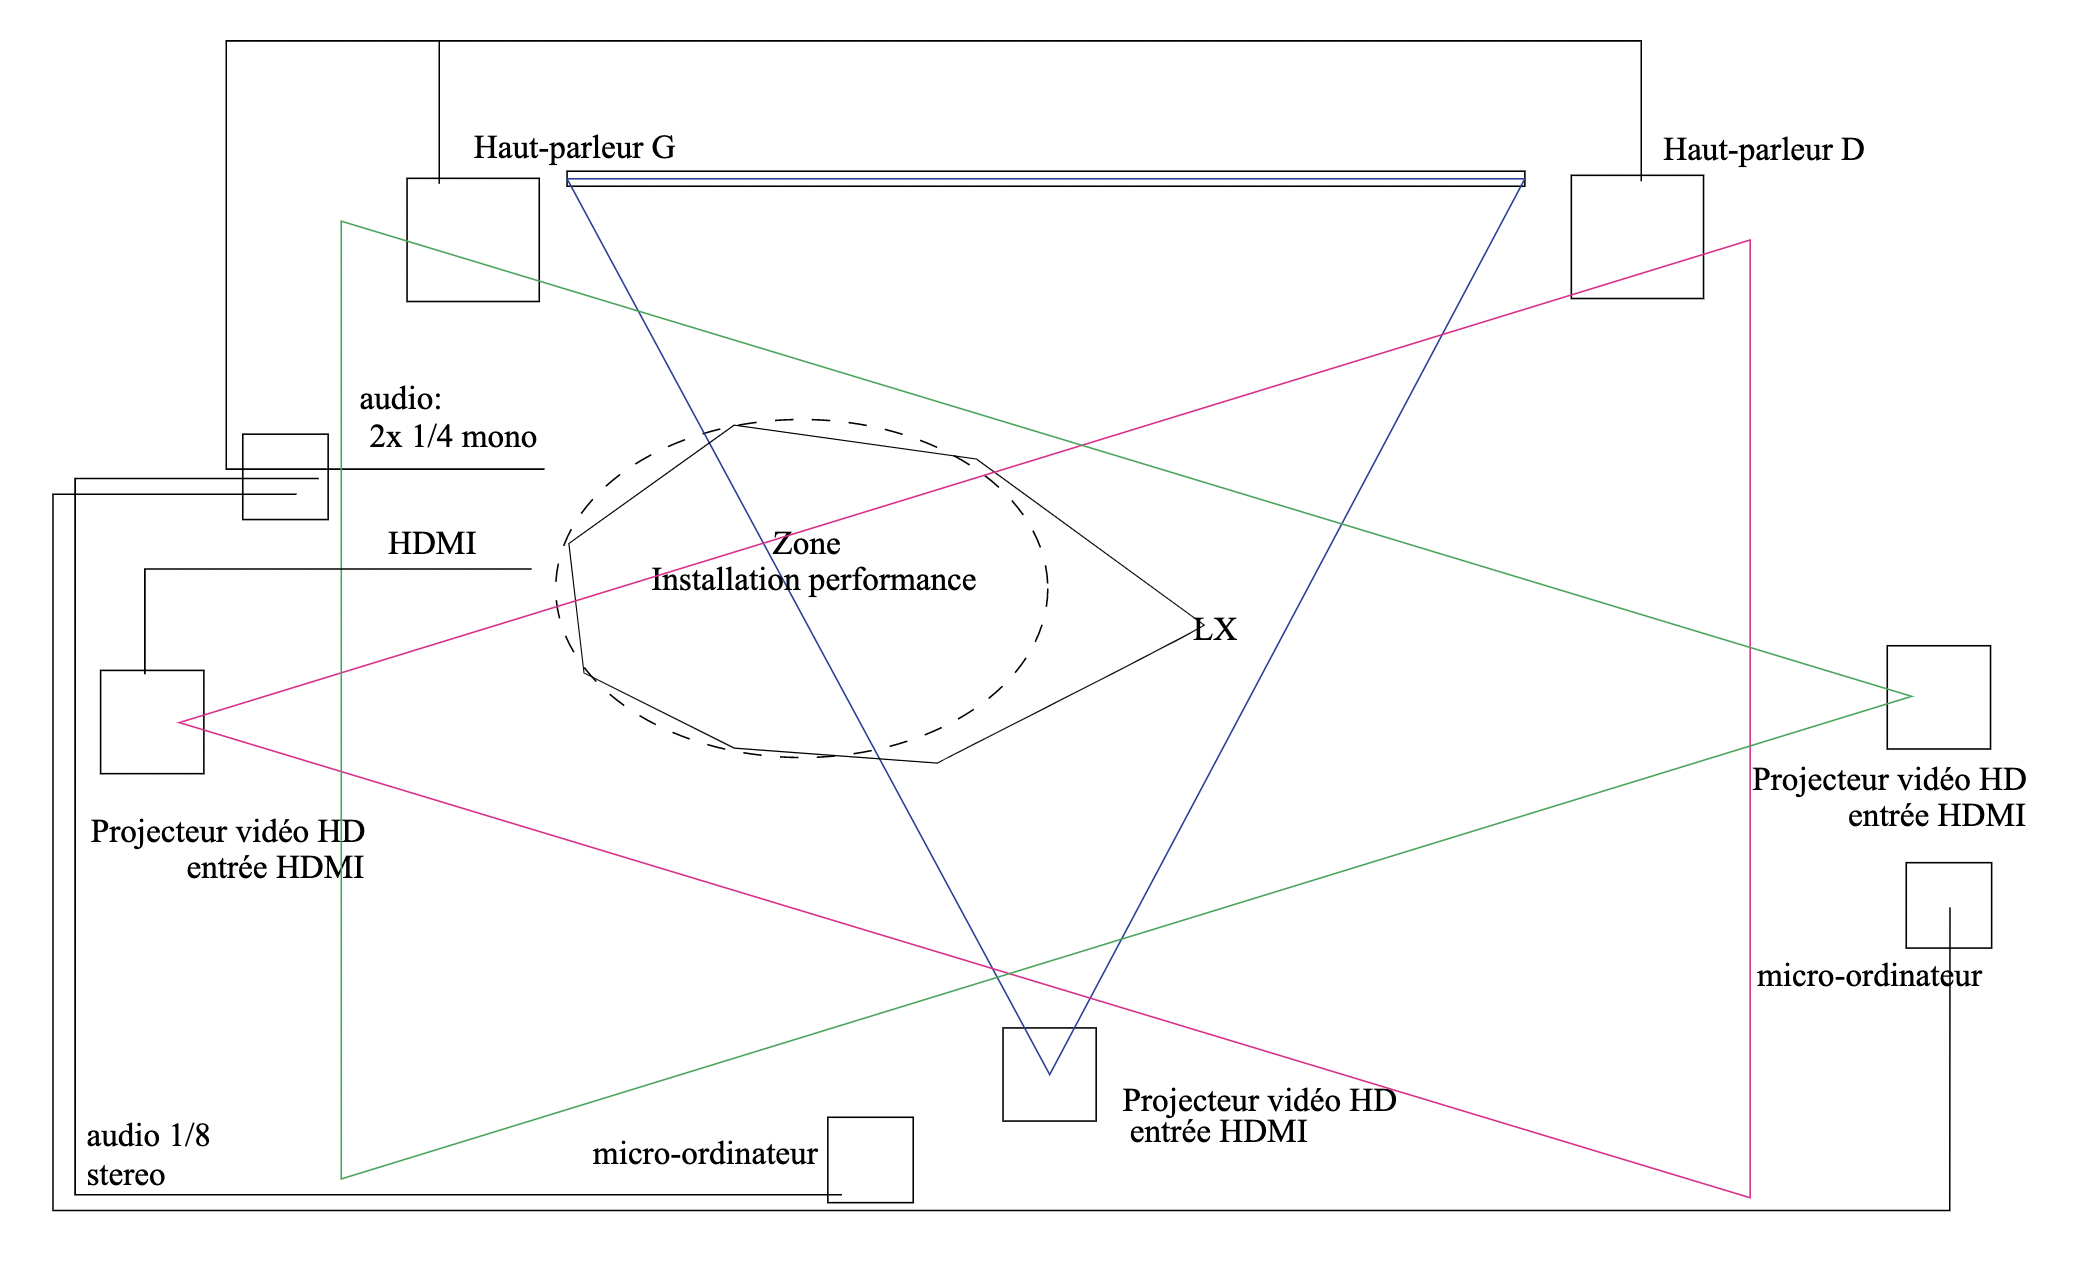 Haut-parleur G
Haut-parleur D
audio:
2x 1/4 mono
HDMI
Zone
Installation performance
LX
Projecteur vidéo HD
entrée HDMI
Projecteur vidéo HD
entrée HDMI
micro-ordinateur
Projecteur vidéo HD
entrée HDMI
micro-ordinateur
audio 1/8
stereo